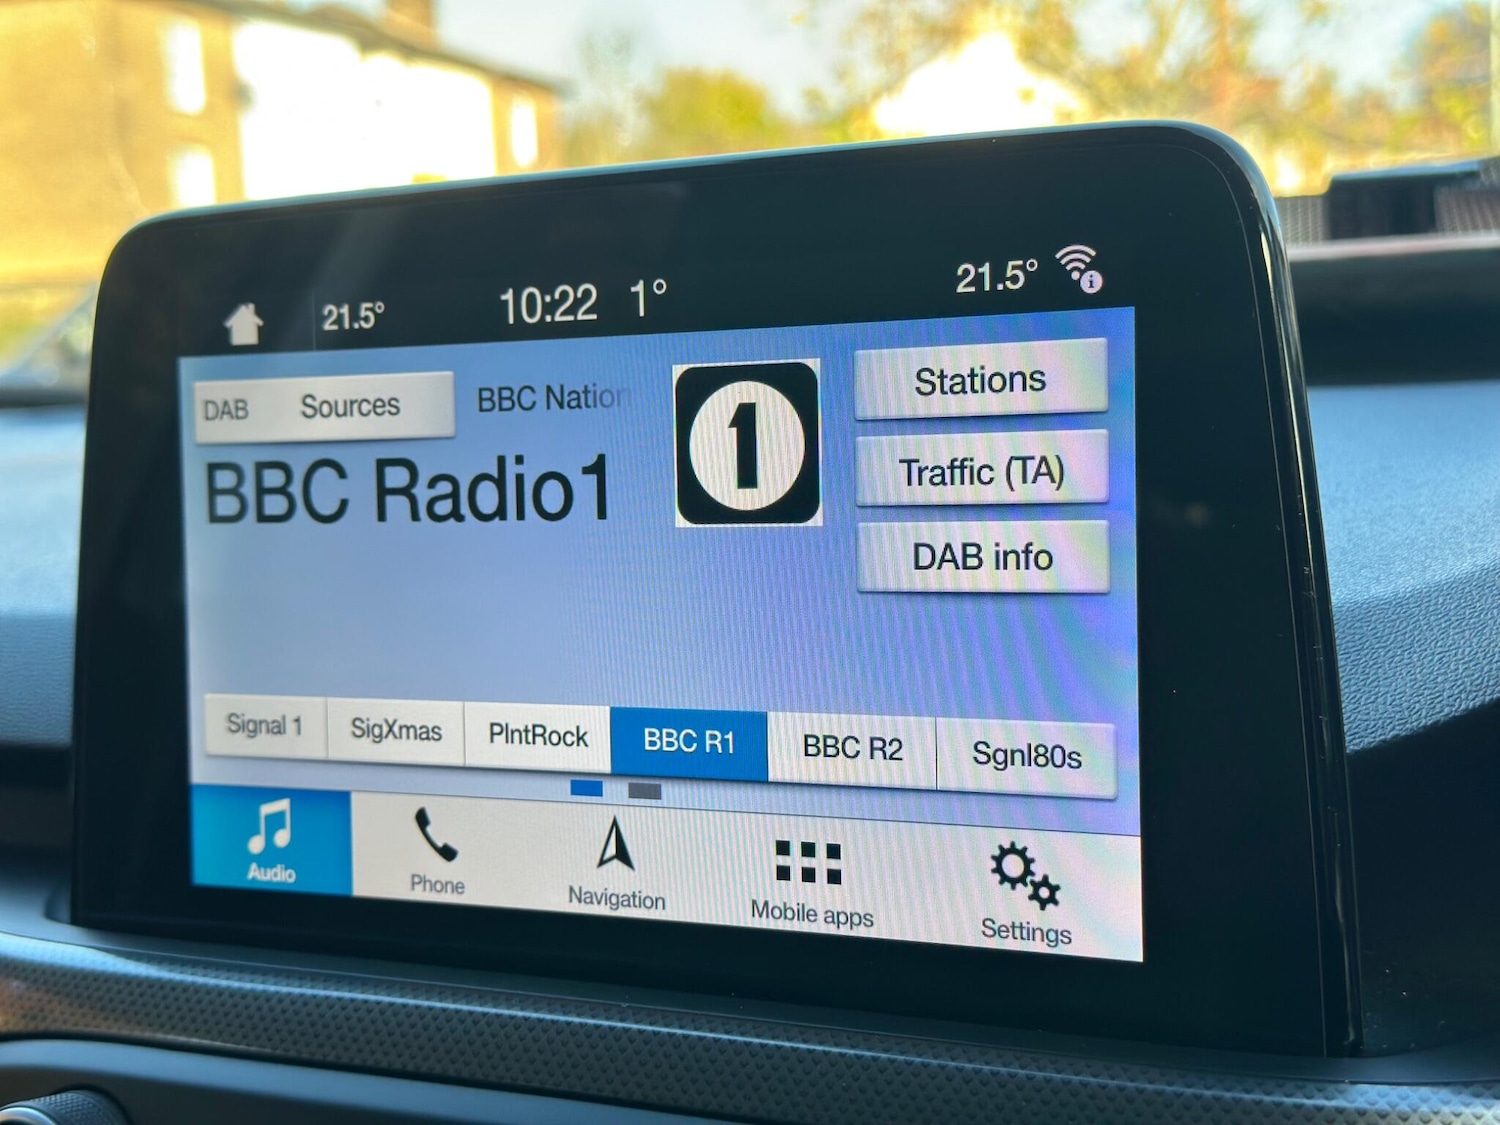 21.5° 10:22 1° 21.5°
DAB Sources BBC Nation
BBC Radio1
1
Stations
Traffic (TA)
DAB info
Signal 1 SigXmas PlntRock BBC R1 BBC R2 Sgnl80s
Audio Phone Navigation Mobile apps Settings